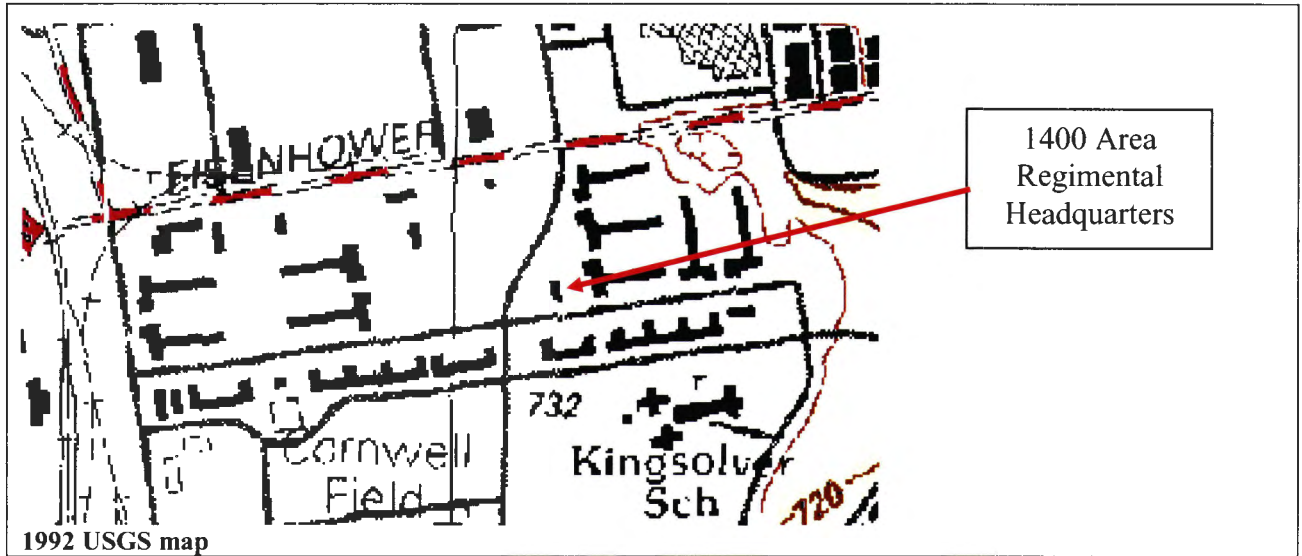 EISENHOWER
1400 Area
Regimental
Headquarters
732
Cornwell
Field
Kingsolver
Sch
720
1992 USGS map